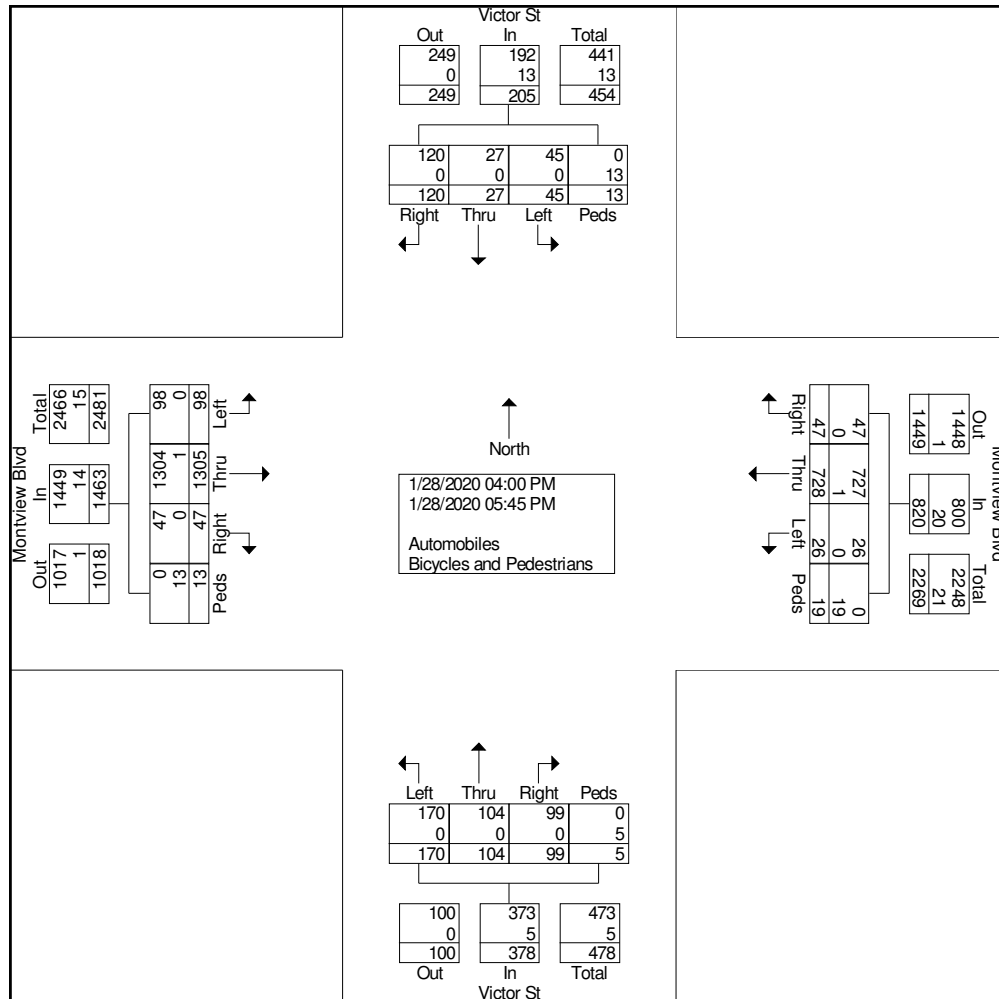 Victor St
Out In Total
249 192 441
0 13 13
249 205 454
120 27 45 0
0 0 0 13
120 27 45 13
Right Thru Left Peds
Montview Blvd
Total In Out
2466 1449 1017
15 14 1
2481 1463 1018
98 1304 47 0
0 1 0 13
98 1305 47 13
Left Thru Right Peds
North
1/28/2020 04:00 PM
1/28/2020 05:45 PM
Automobiles
Bicycles and Pedestrians
Right Thru Left Peds
47 728 26 19
0 1 0 19
47 727 26 0
1449 820 2269
1 20 21
1448 800 2248
Out In Total
Montview Blvd
Left Thru Right Peds
170 104 99 0
0 0 0 5
170 104 99 5
100 373 473
0 5 5
100 378 478
Out In Total
Victor St